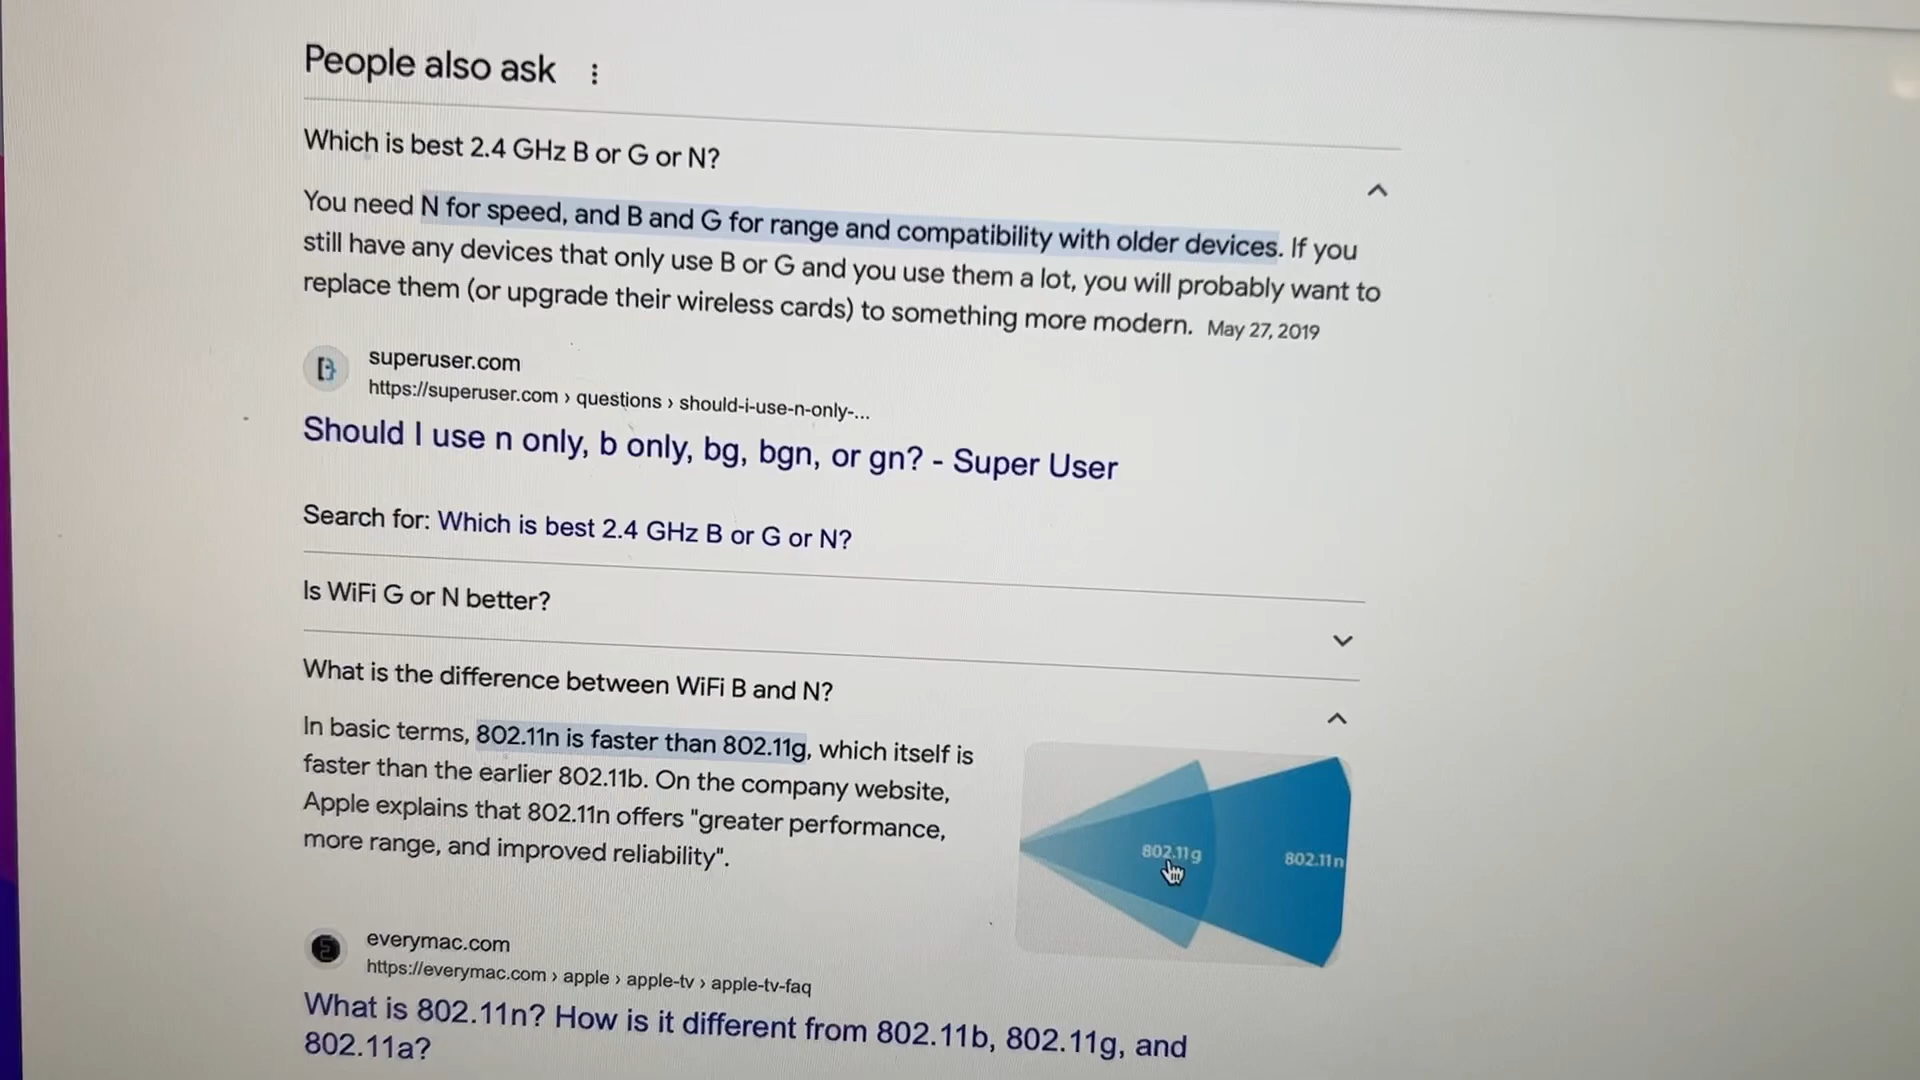 People also ask
Which is best 2.4 GHz B or G or N?
You need N for speed, and B and G for range and compatibility with older devices. If you
still have any devices that only use B or G and you use them a lot, you will probably want to
replace them (or upgrade their wireless cards) to something more modern. May 27, 2019
superuser.com
https://superuser.com › questions › should-i-use-n-only-...
Should I use n only, b only, bg, bgn, or gn? - Super User
Search for: Which is best 2.4 GHz B or G or N?
Is WiFi G or N better?
What is the difference between WiFi B and N?
In basic terms, 802.11n is faster than 802.11g, which itself is
faster than the earlier 802.11b. On the company website,
Apple explains that 802.11n offers "greater performance,
more range, and improved reliability".
802.11g
802.11n
everymac.com
https://everymac.com › apple › apple-tv › apple-tv-faq
What is 802.11n? How is it different from 802.11b, 802.11g, and
802.11a?